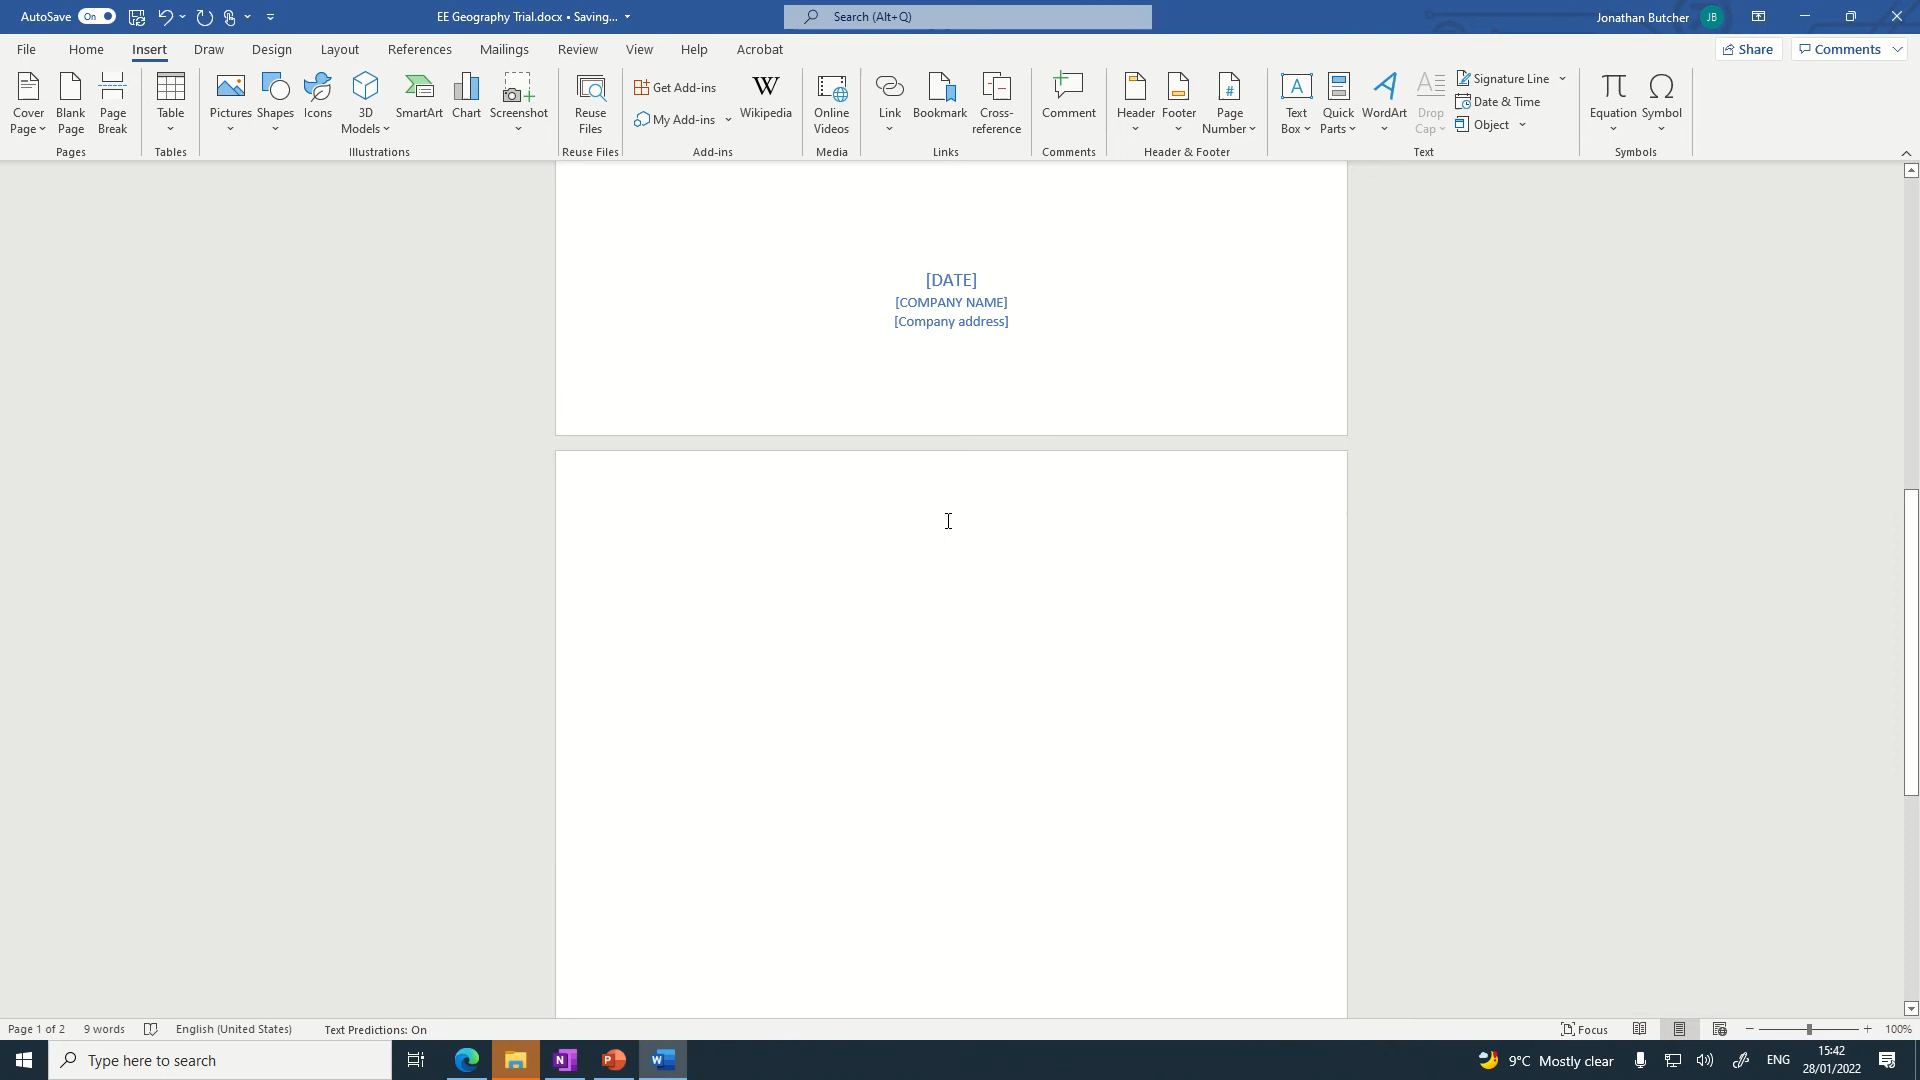 AutoSave On EE Geography Trial.docx • Saving... Search (Alt+Q) Jonathan Butcher JB
File Home Insert Draw Design Layout References Mailings Review View Help Acrobat Share Comments
Cover Page
Blank Page
Page Break
Pages
Table
Tables
Pictures
Shapes
Icons
3D Models
SmartArt
Chart
Screenshot
Illustrations
Reuse Files
Reuse Files
Get Add-ins
My Add-ins
W
Wikipedia
Add-ins
Online Videos
Media
Link
Bookmark
Cross-reference
Links
Comment
Comments
Header
Footer
#
Page Number
Header & Footer
A
Text Box
Quick Parts
A
WordArt
A
Drop Cap
Signature Line
Date & Time
Object
Text
π
Equation
Ω
Symbol
Symbols
[DATE]
[COMPANY NAME]
[Company address]
Page 1 of 2 9 words English (United States) Text Predictions: On Focus 100%
Type here to search N P W 9°C Mostly clear ENG 15:42
28/01/2022